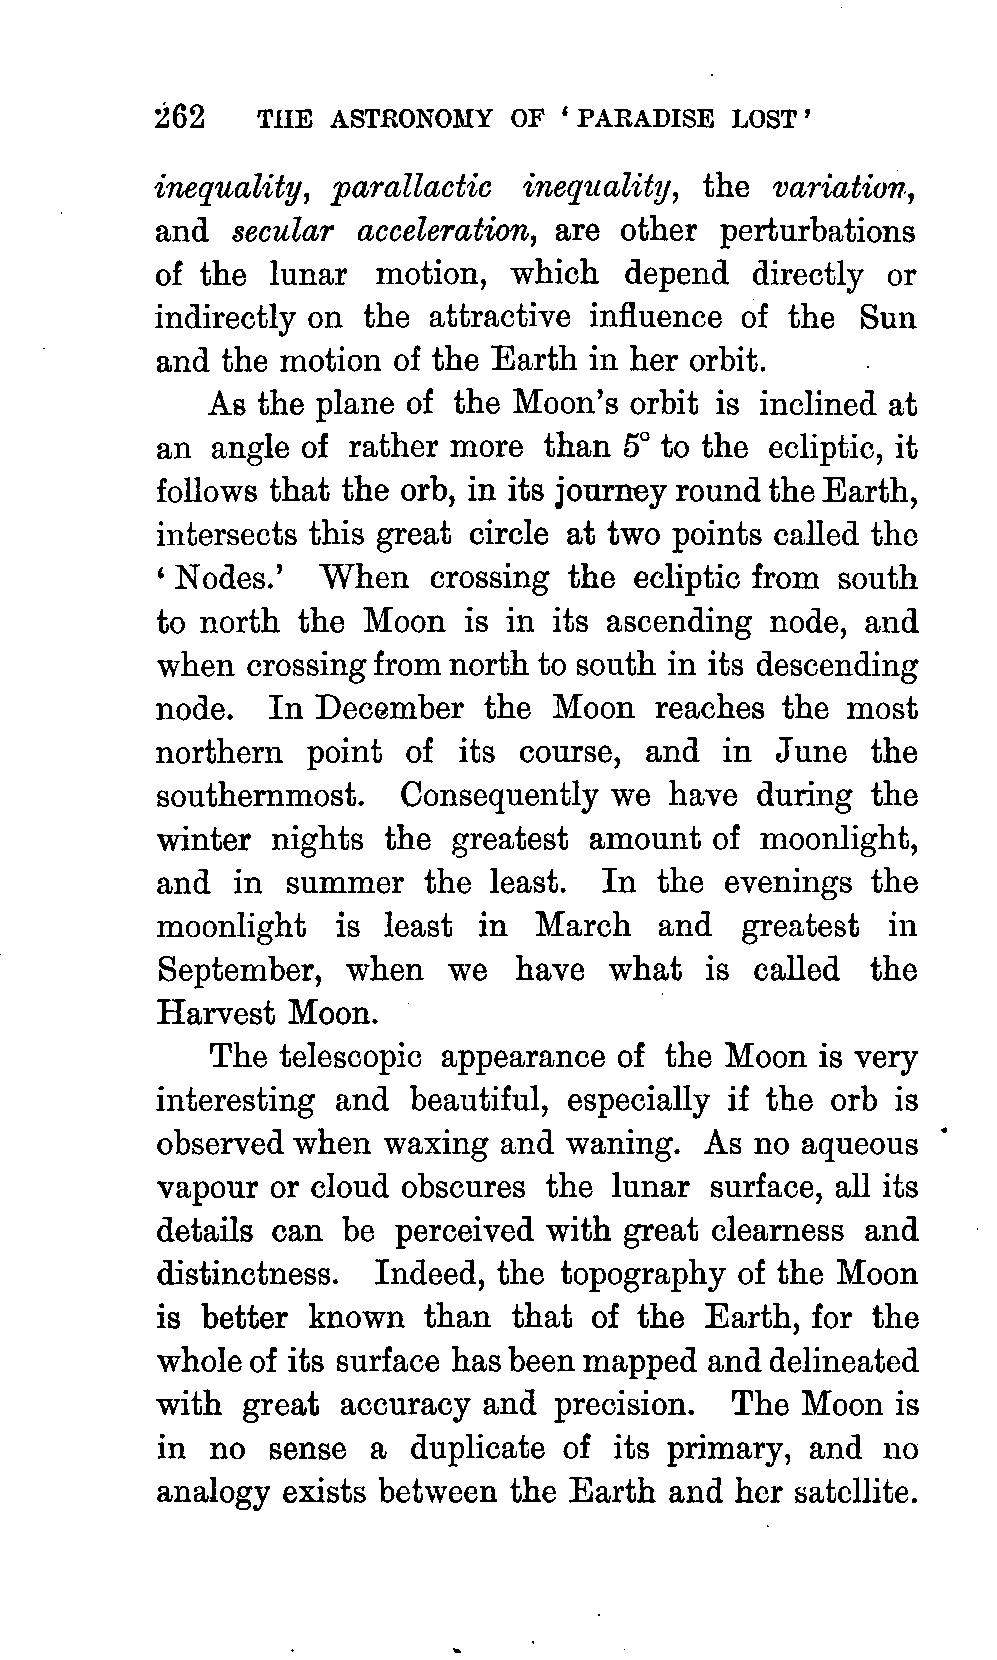 262 THE ASTRONOMY OF ‘PARADISE LOST’
inequality, parallactic inequality, the variation,
and secular acceleration, are other perturbations
of the lunar motion, which depend directly or
indirectly on the attractive influence of the Sun
and the motion of the Earth in her orbit.
As the plane of the Moon’s orbit is inclined at
an angle of rather more than 5° to the ecliptic, it
follows that the orb, in its journey round the Earth,
intersects this great circle at two points called the
‘Nodes.’ When crossing the ecliptic from south
to north the Moon is in its ascending node, and
when crossing from north to south in its descending
node. In December the Moon reaches the most
northern point of its course, and in June the
southernmost. Consequently we have during the
winter nights the greatest amount of moonlight,
and in summer the least. In the evenings the
moonlight is least in March and greatest in
September, when we have what is called the
Harvest Moon.
The telescopic appearance of the Moon is very
interesting and beautiful, especially if the orb is
observed when waxing and waning. As no aqueous
vapour or cloud obscures the lunar surface, all its
details can be perceived with great clearness and
distinctness. Indeed, the topography of the Moon
is better known than that of the Earth, for the
whole of its surface has been mapped and delineated
with great accuracy and precision. The Moon is
in no sense a duplicate of its primary, and no
analogy exists between the Earth and her satellite.